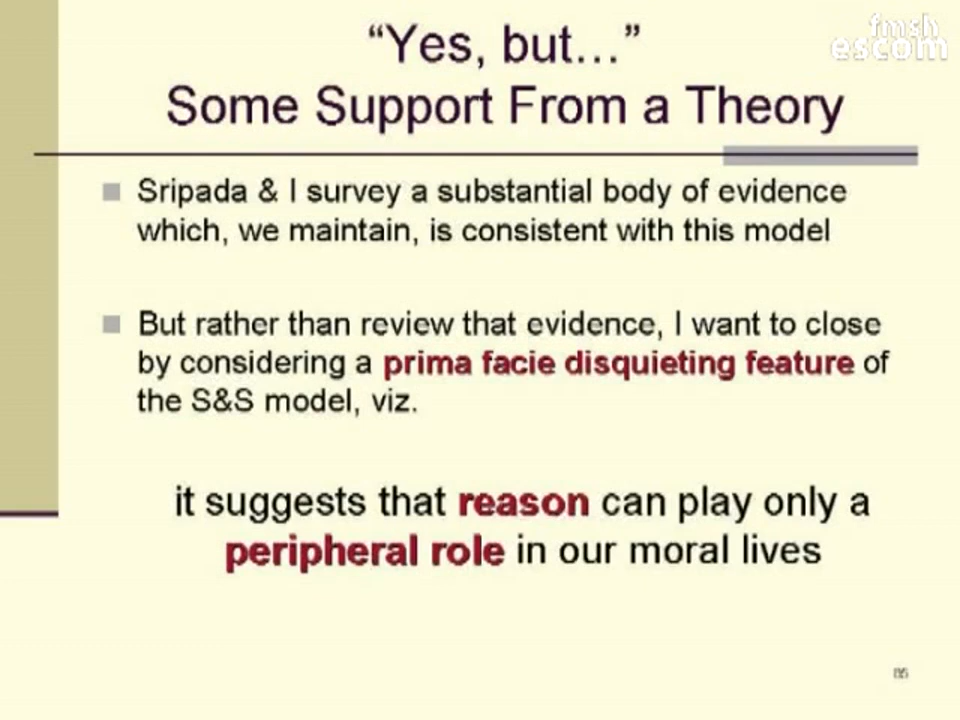 fmsh
escom
“Yes, but…”
Some Support From a Theory
Sripada & I survey a substantial body of evidence
which, we maintain, is consistent with this model
But rather than review that evidence, I want to close
by considering a prima facie disquieting feature of
the S&S model, viz.
it suggests that reason can play only a
peripheral role in our moral lives